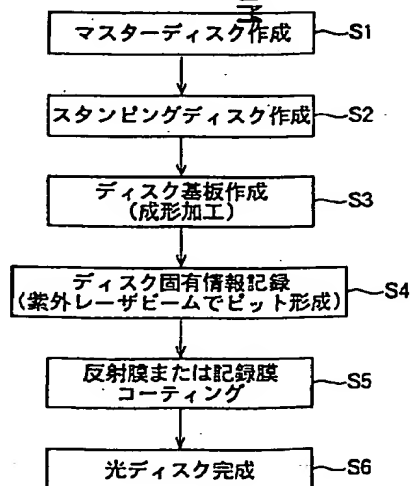 マスターディスク作成 S1
スタンピングディスク作成 S2
ディスク基板作成 S3
(成形加工)
ディスク固有情報記録 S4
(紫外レーザビームでピット形成)
反射膜または記録膜 S5
コーティング
光ディスク完成 S6